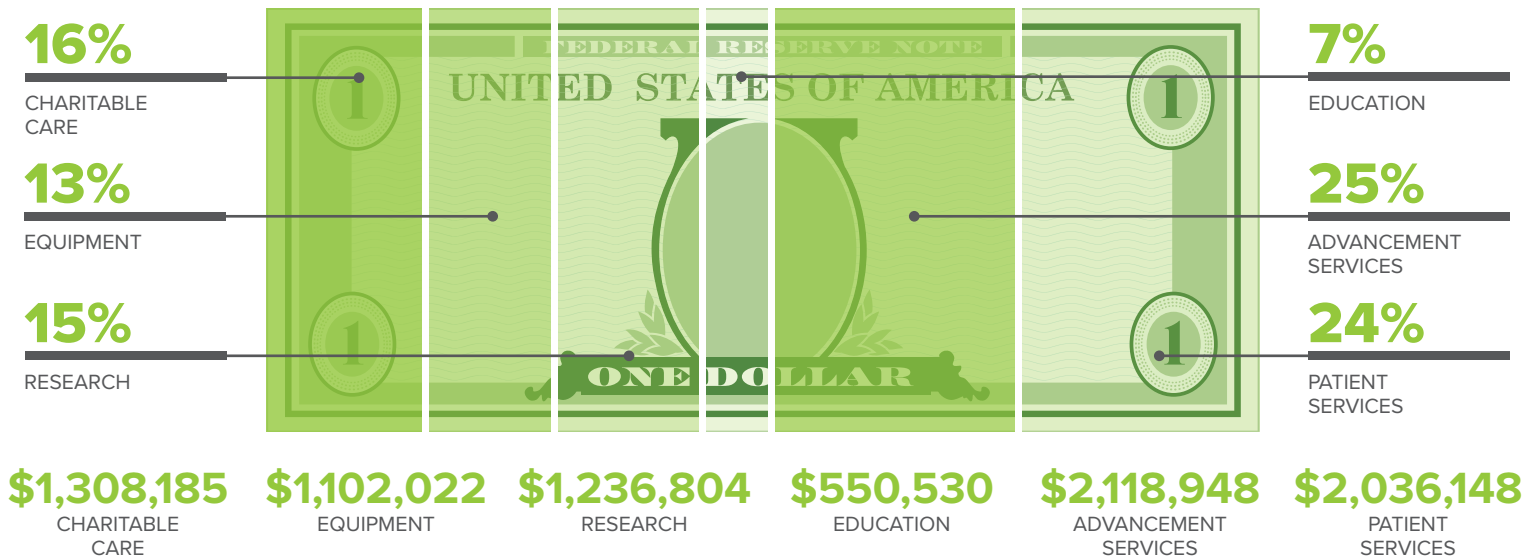 16%
CHARITABLE
CARE
13%
EQUIPMENT
15%
RESEARCH
FEDERAL RESERVE NOTE
UNITED STATES OF AMERICA
1
1
1
1
ONE DOLLAR
7%
EDUCATION
25%
ADVANCEMENT
SERVICES
24%
PATIENT
SERVICES
$1,308,185
CHARITABLE
CARE
$1,102,022
EQUIPMENT
$1,236,804
RESEARCH
$550,530
EDUCATION
$2,118,948
ADVANCEMENT
SERVICES
$2,036,148
PATIENT
SERVICES